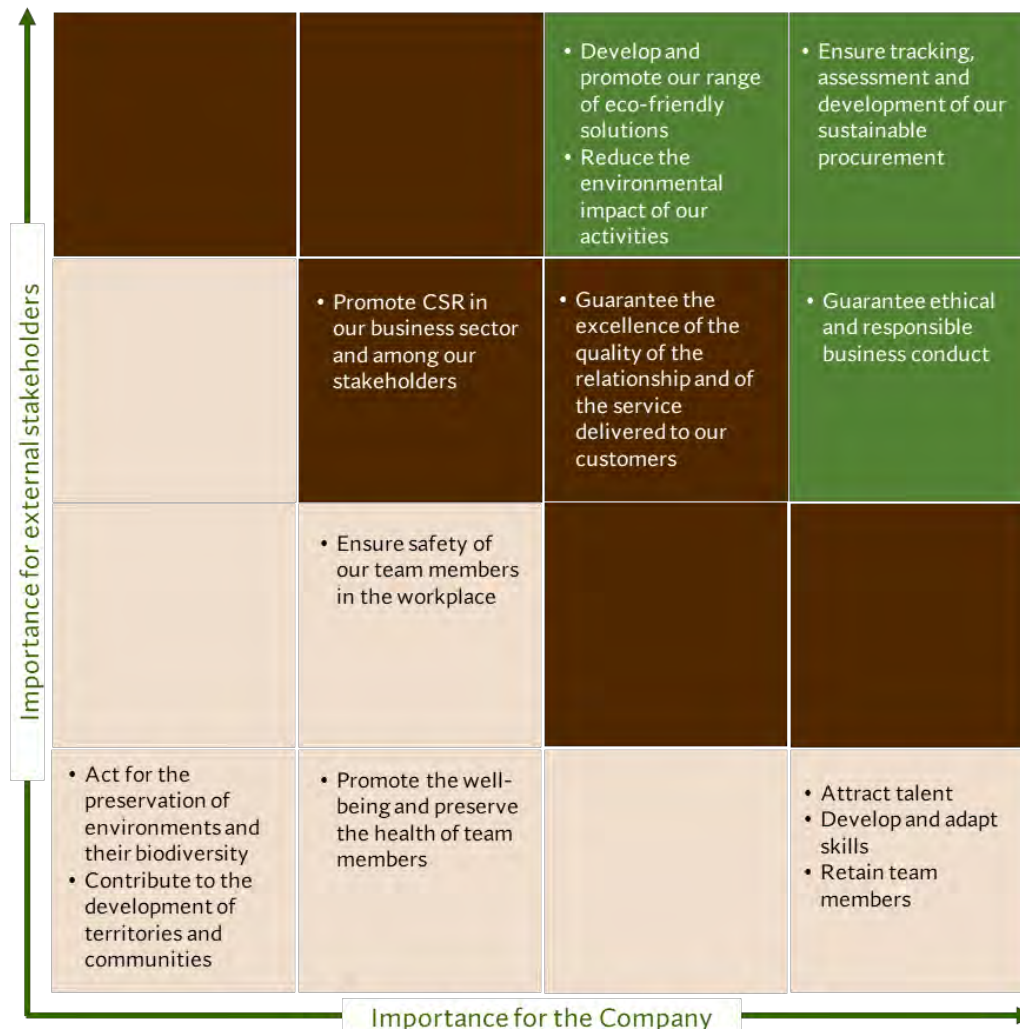 Importance for external stakeholders
• Develop and
promote our range
of eco-friendly
solutions
• Reduce the
environmental
impact of our
activities
• Ensure tracking,
assessment and
development of our
sustainable
procurement
• Promote CSR in
our business sector
and among our
stakeholders
• Guarantee the
excellence of the
quality of the
relationship and of
the service
delivered to our
customers
• Guarantee ethical
and responsible
business conduct
• Ensure safety of
our team members
in the workplace
• Act for the
preservation of
environments and
their biodiversity
• Contribute to the
development of
territories and
communities
• Promote the well-
being and preserve
the health of team
members
• Attract talent
• Develop and adapt
skills
• Retain team
members
Importance for the Company